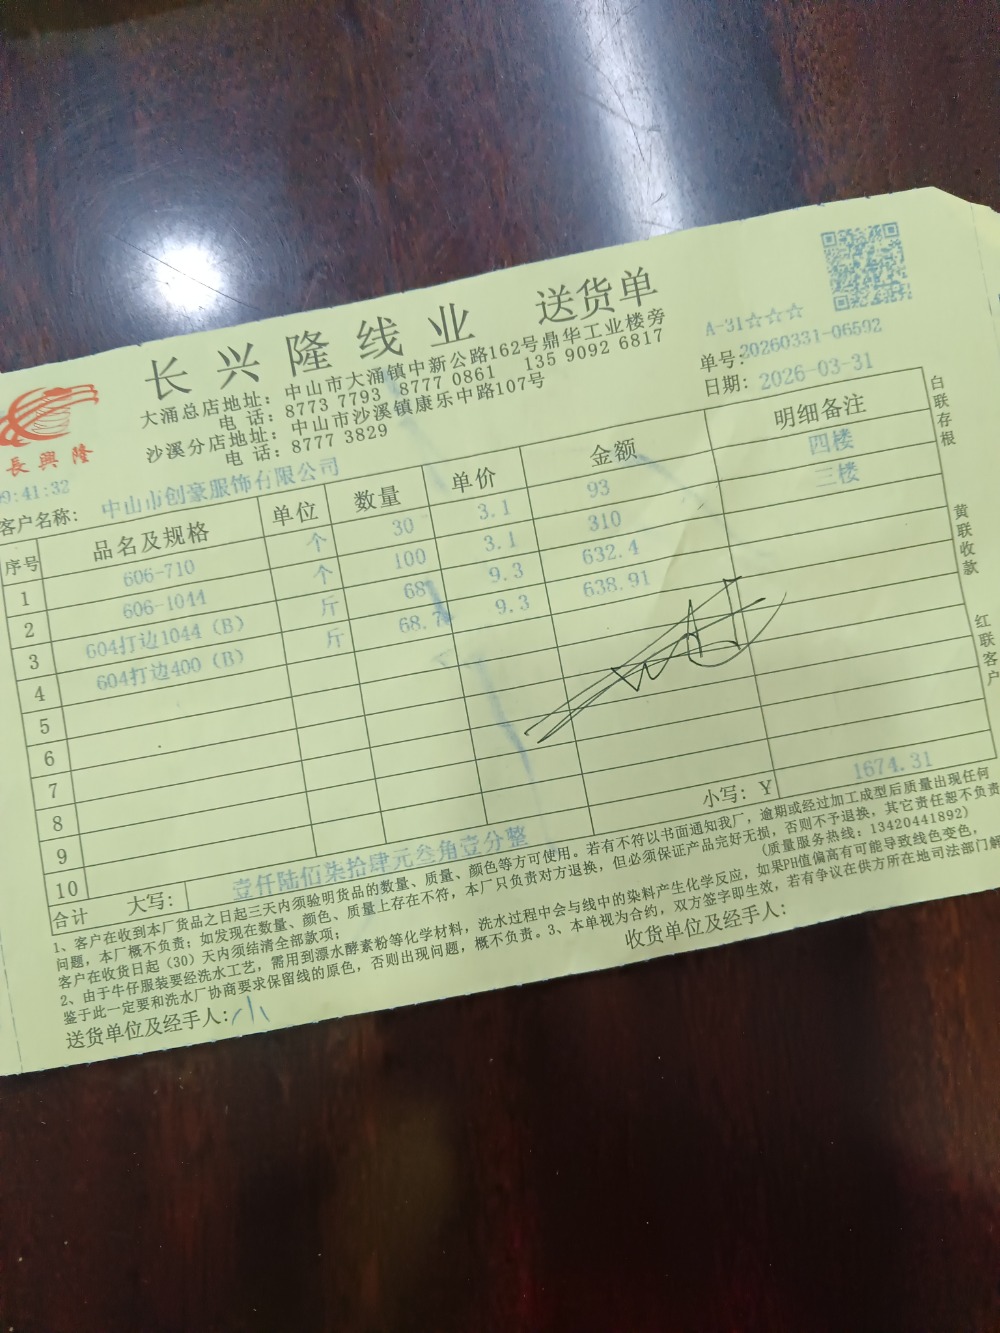 长兴隆线业 送货单
長興隆
大涌总店地址：中山市大涌镇中新公路162号鼎华工业楼旁
电话：8773 7793 8777 0861 135 9092 6817
沙溪分店地址：中山市沙溪镇康乐中路107号
电话：8777 3829
A-31☆☆☆
单号:20260331-06592
日期: 2026-03-31
09:41:32
客户名称: 中山市创豪服饰有限公司
序号 品名及规格 单位 数量 单价 金额 明细备注
1 606-710 个 30 3.1 93 四楼
2 606-1044 个 100 3.1 310 三楼
3 604打边1044（B） 斤 68 9.3 632.4
4 604打边400（B） 斤 68.7 9.3 638.91
5
6
7
8
9
10
合计 大写: 壹仟陆佰柒拾肆元叁角壹分整 小写: Y 1674.31
1、客户在收到本厂货品之日起三天内须验明货品的数量、质量、颜色等方可使用。若有不符以书面通知我厂，逾期或经过加工成型后质量出现任何
问题，本厂概不负责；如发现在数量、颜色、质量上存在不符，本厂只负责对方退换，但必须保证产品完好无损，否则不予退换，其它责任恕不负责
客户在收货日起（30）天内须结清全部款项； (质量服务热线: 13420441892)
2、由于牛仔服装要经洗水工艺，需用到漂水酵素粉等化学材料，洗水过程中会与线中的染料产生化学反应，如果PH值偏高有可能导致线色变色，
鉴于此一定要和洗水厂协商要求保留线的原色，否则出现问题，概不负责。3、本单视为合约，双方签字即生效，若有争议在供方所在地司法部门解
送货单位及经手人: 小
收货单位及经手人:
白联存根
黄联收款
红联客户